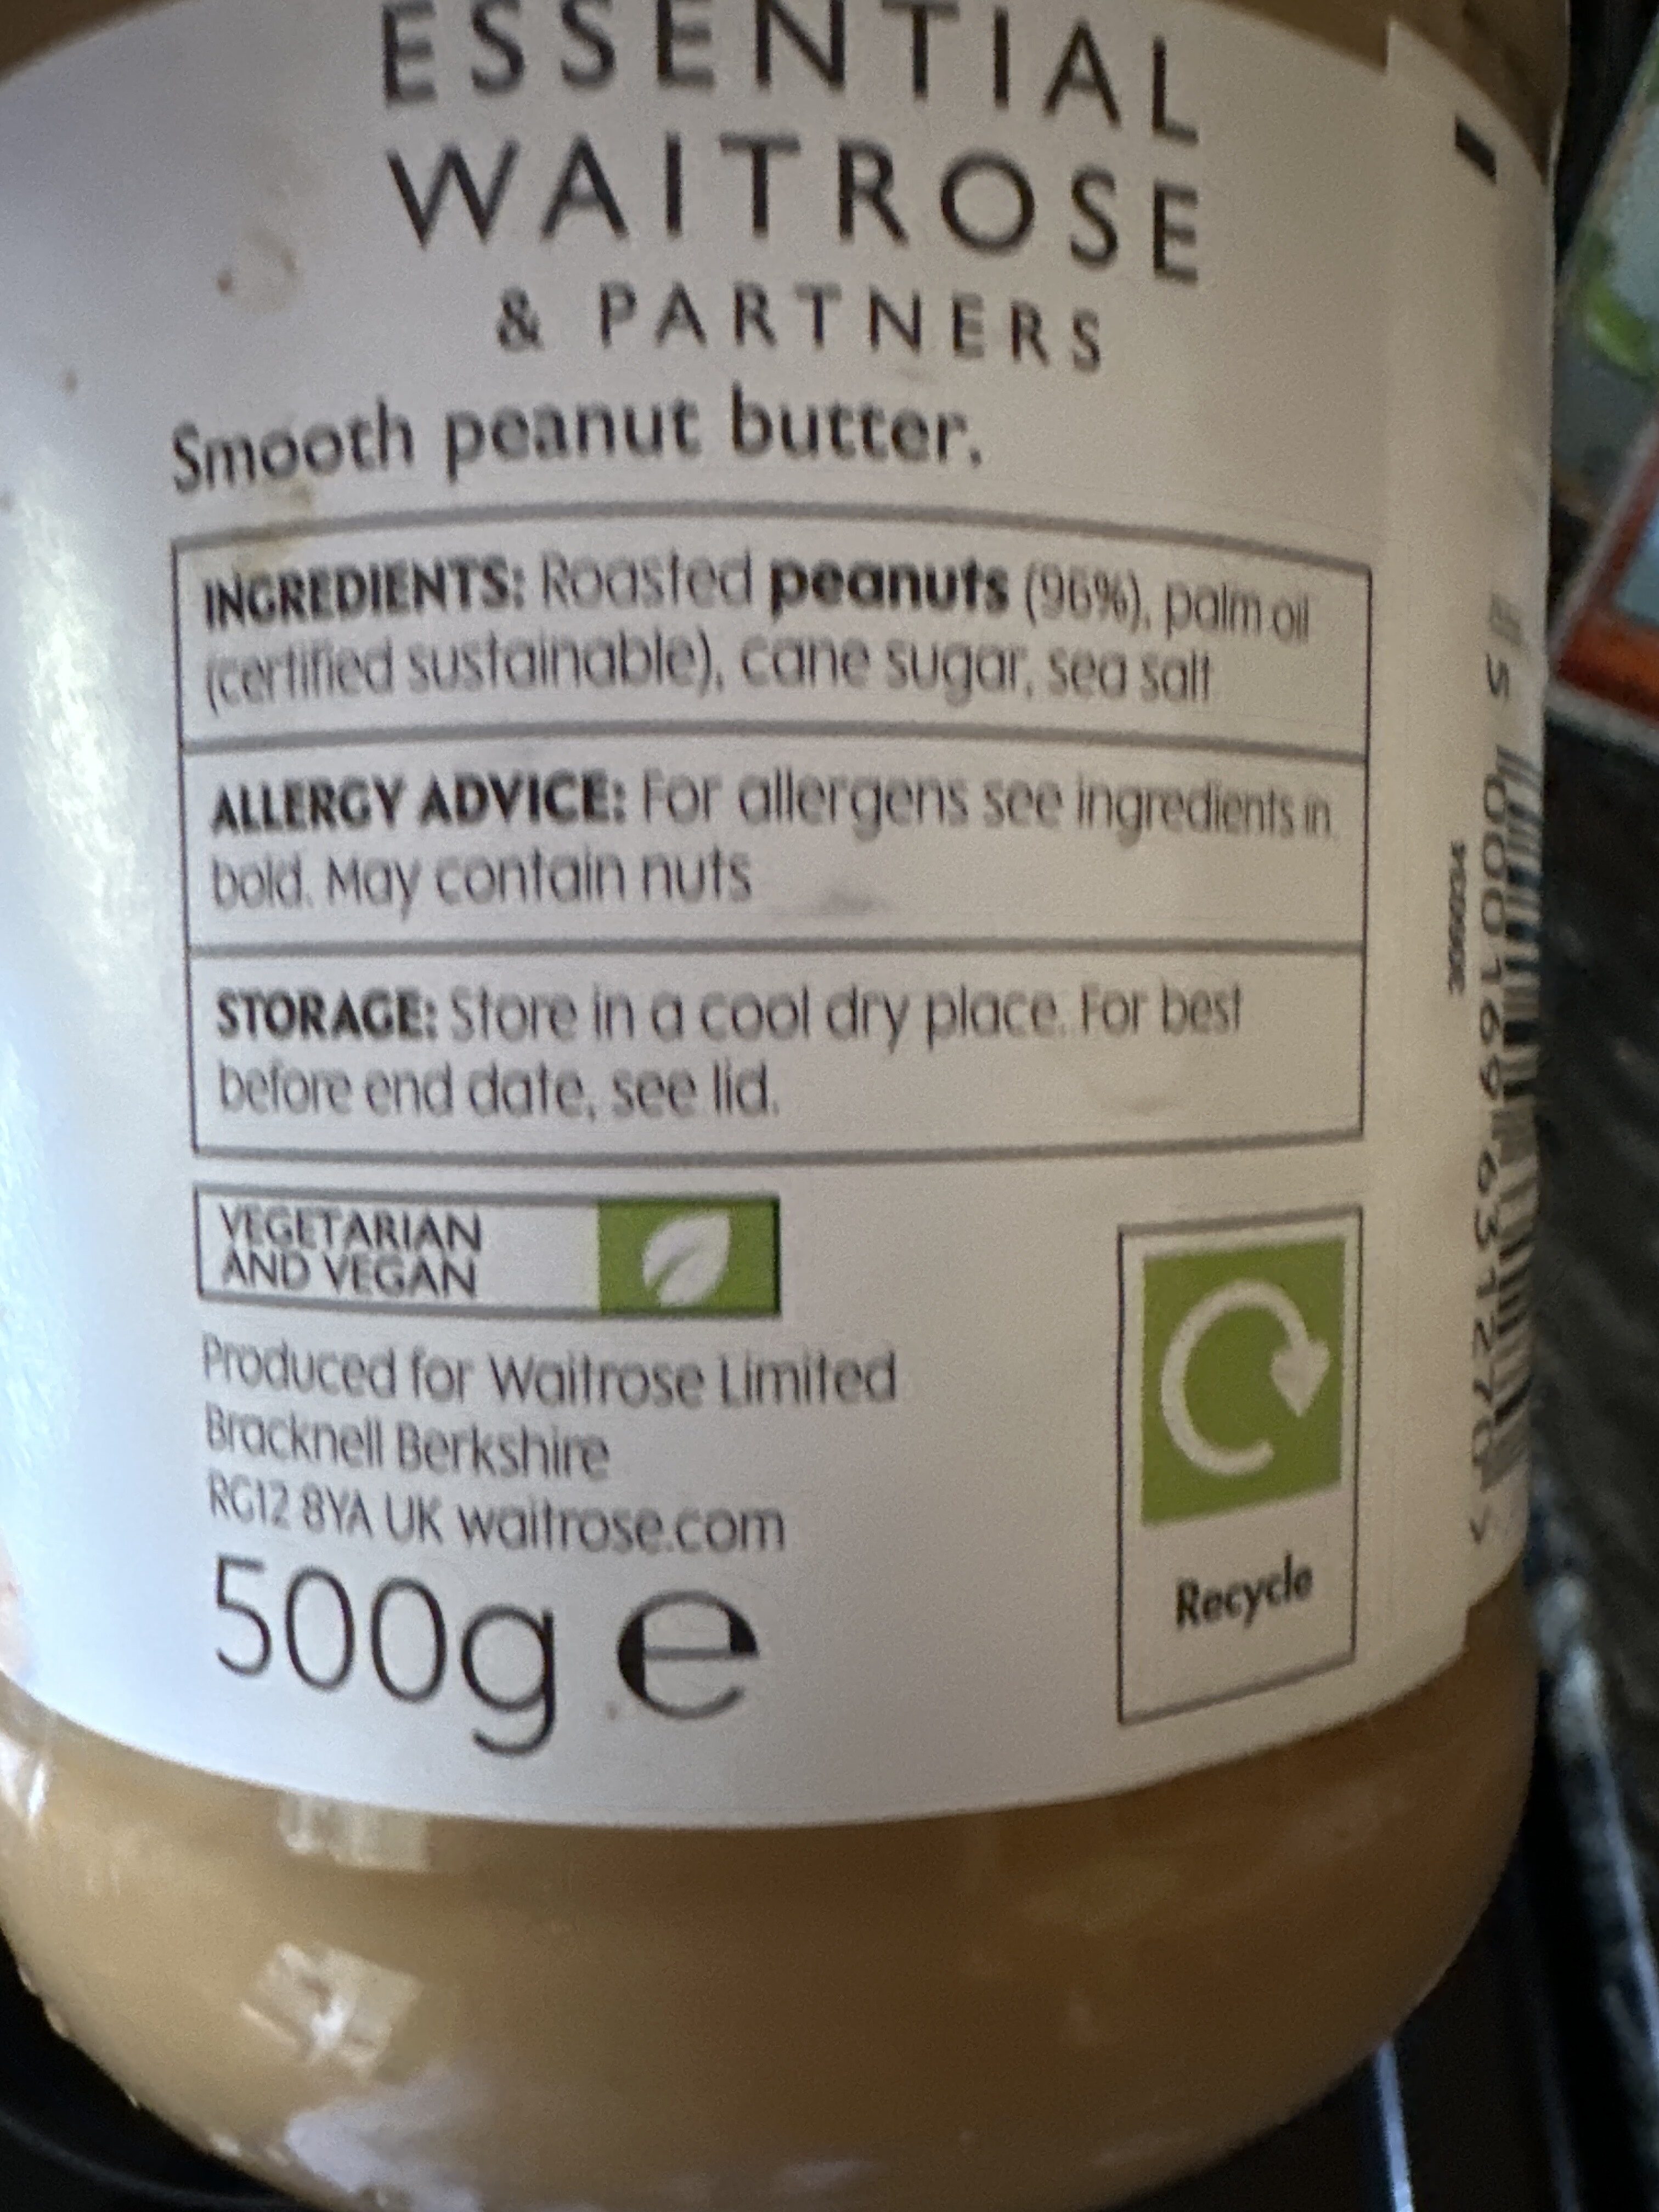 ESSENTIAL
WAITROSE
& PARTNERS
Smooth peanut butter.
INGREDIENTS: Roasted peanuts (96%), palm oil
(certified sustainable), cane sugar, sea salt
ALLERGY ADVICE: For allergens see ingredients in
bold. May contain nuts
STORAGE: Store in a cool dry place. For best
before end date, see lid.
VEGETARIAN
AND VEGAN
Produced for Waitrose Limited
Bracknell Berkshire
RG12 8YA UK waitrose.com
500g e
Recycle